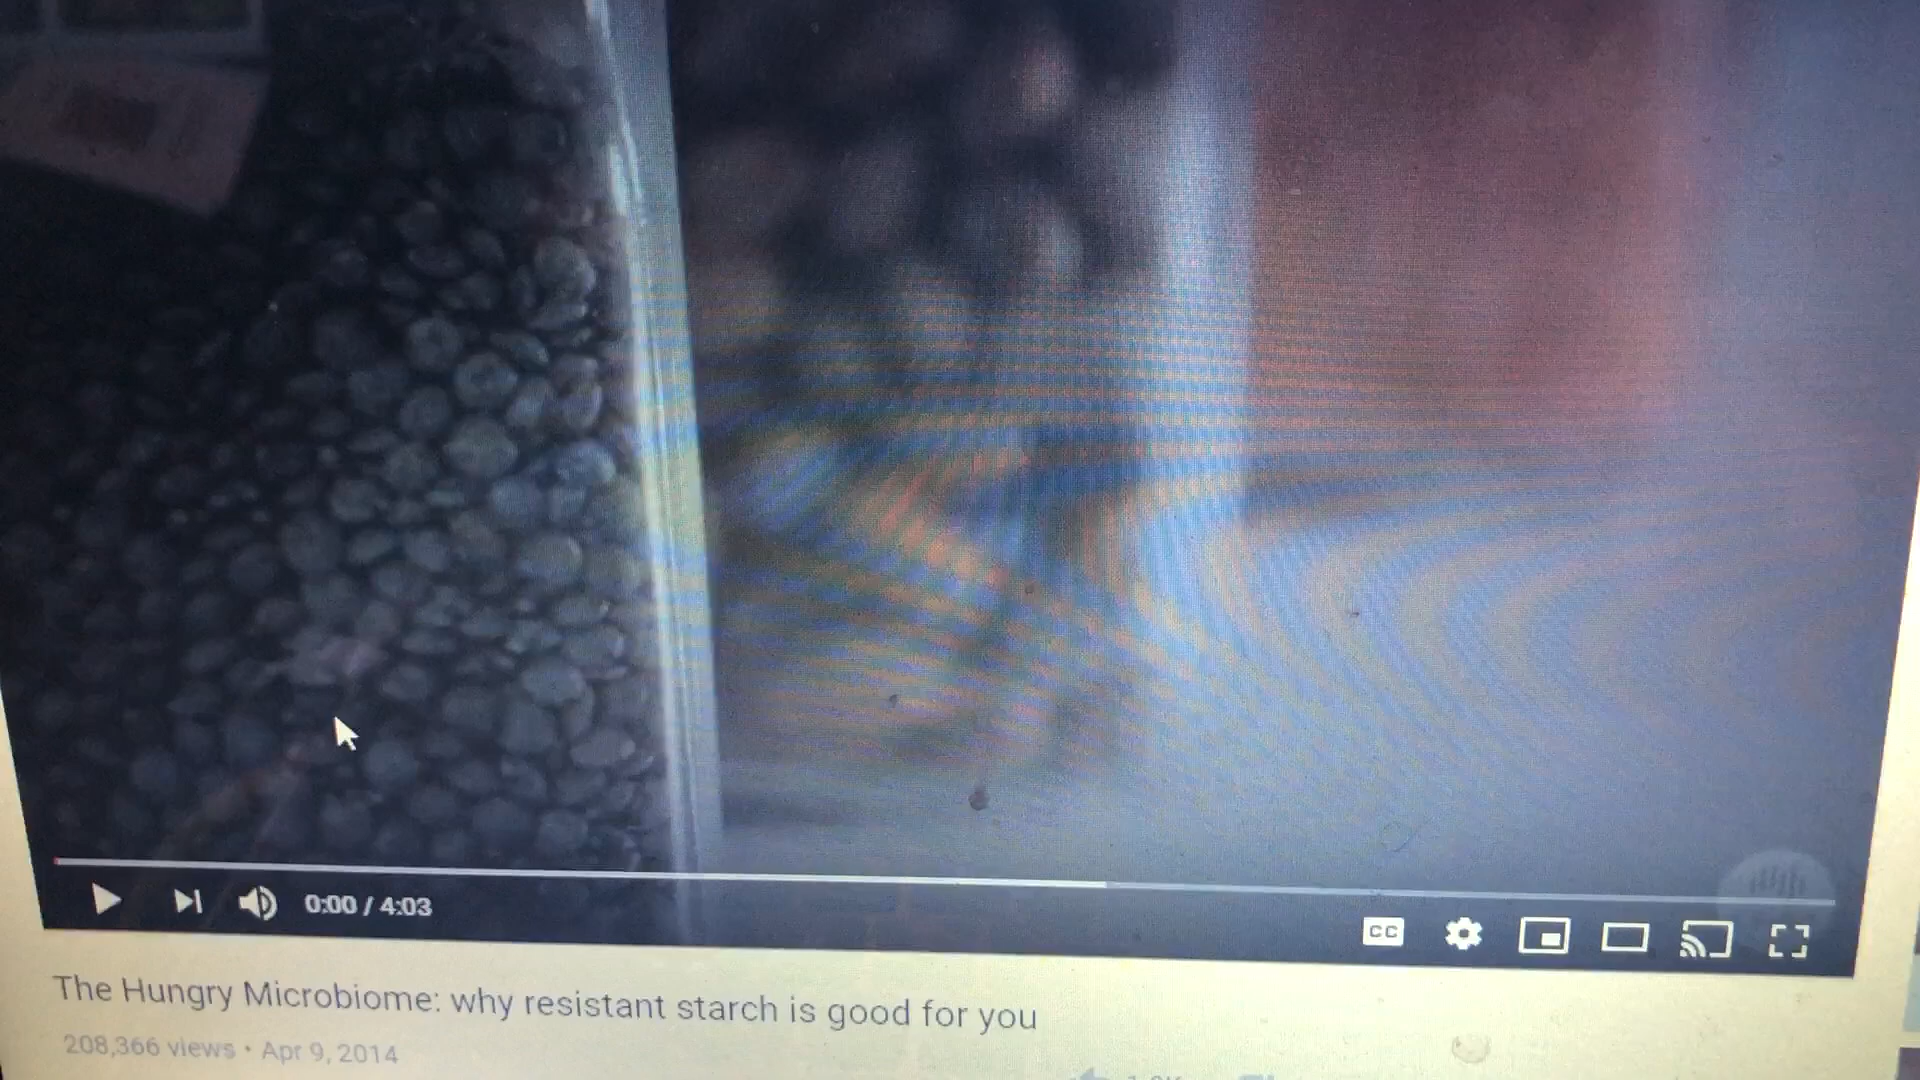 0:00 / 4:03
CC
The Hungry Microbiome: why resistant starch is good for you
208,366 views • Apr 9, 2014